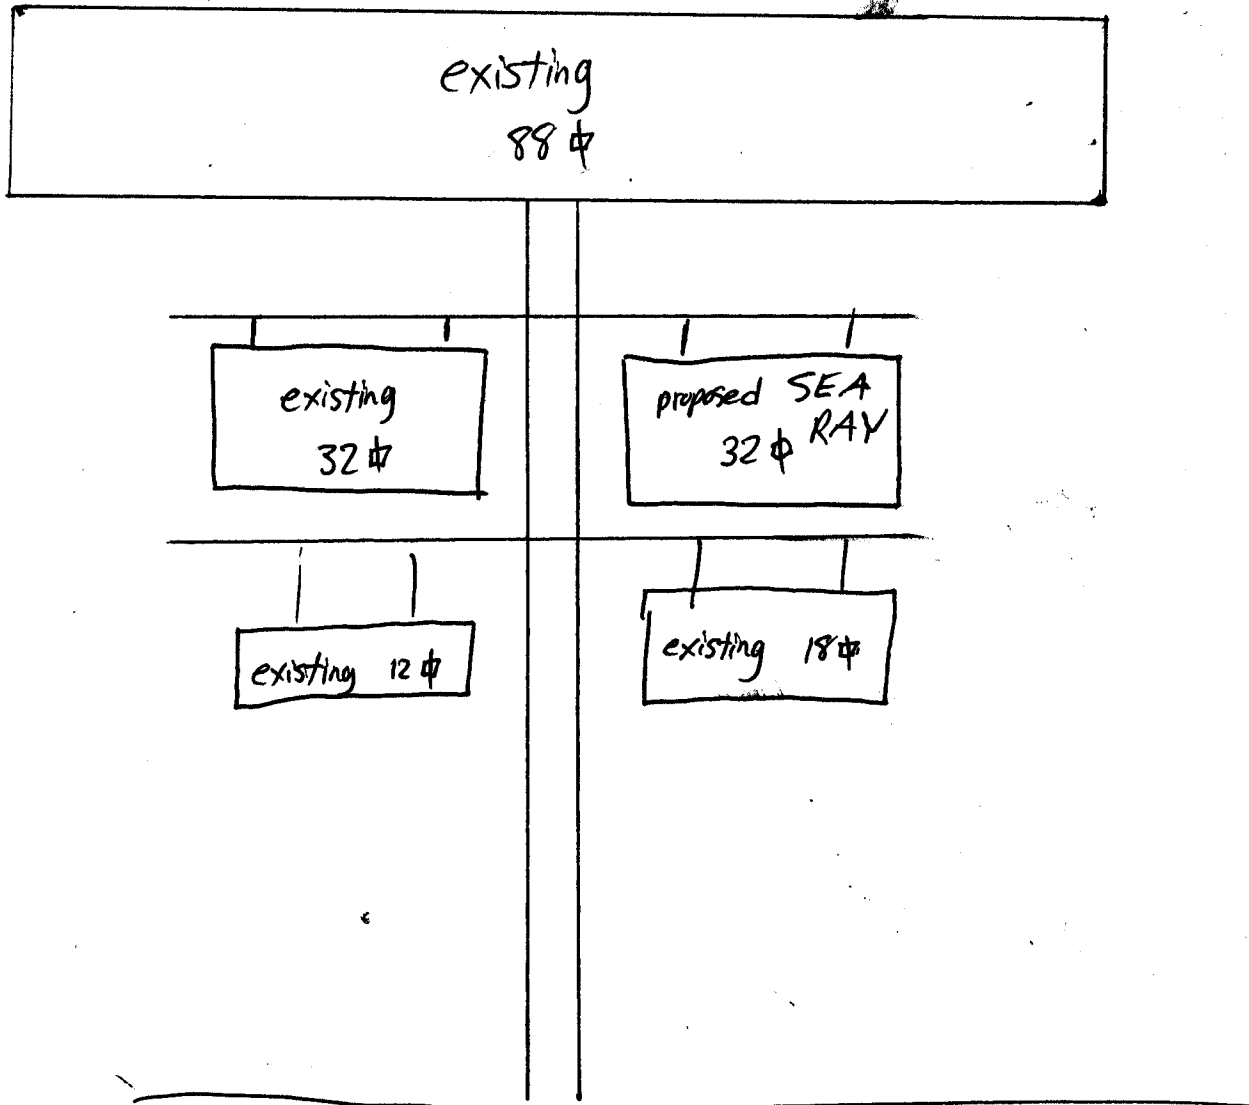 existing
88 ⏍
existing
32 ⏍
proposed SEA
RAY
32 ⏍
existing 12 ⏍
existing 18 ⏍